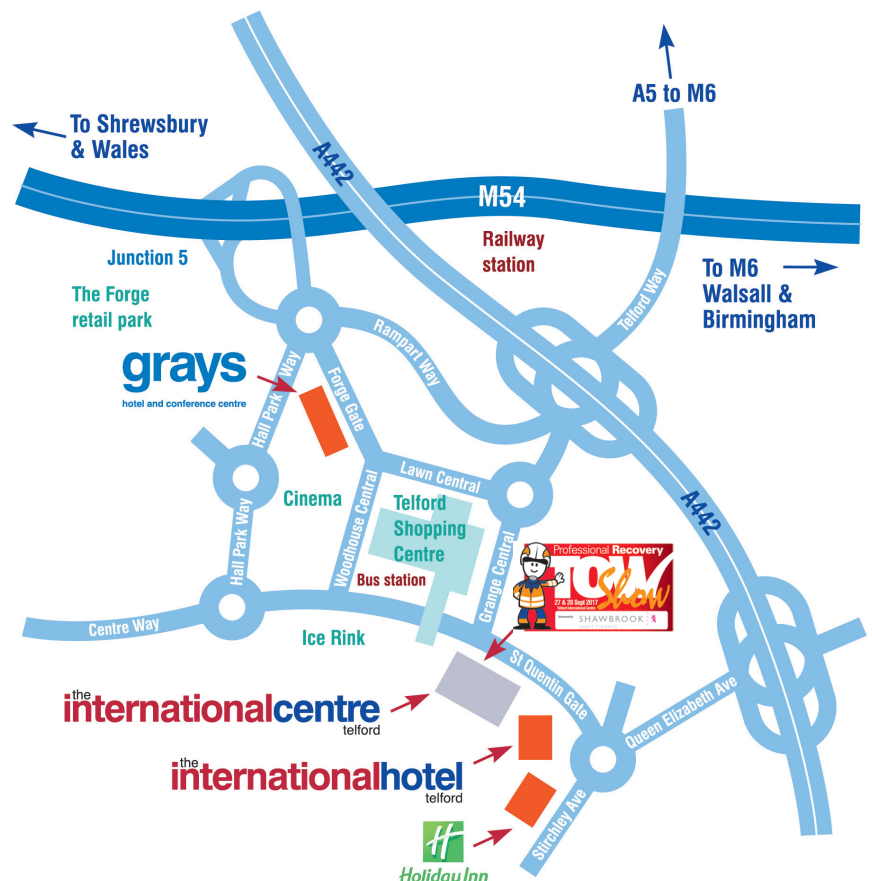 A5 to M6
To Shrewsbury
& Wales
A442
M54
Railway
station
Junction 5
To M6
Walsall &
Birmingham
The Forge
retail park
Telford Way
Rampart Way
grays
hotel and conference centre
Hall Park Way
Forge Gate
Lawn Central
Cinema
Telford
Shopping
Centre
Woodhouse Central
A442
Hall Park Way
Bus station
Grange Central
Professional Recovery
TOW
Show
27 & 28 Sept 2017
Telford International Centre
SHAWBROOK
Centre Way
Ice Rink
St Quentin Gate
the
internationalcentre
telford
Queen Elizabeth Ave
the
internationalhotel
telford
Stirchley Ave
H
Holiday Inn